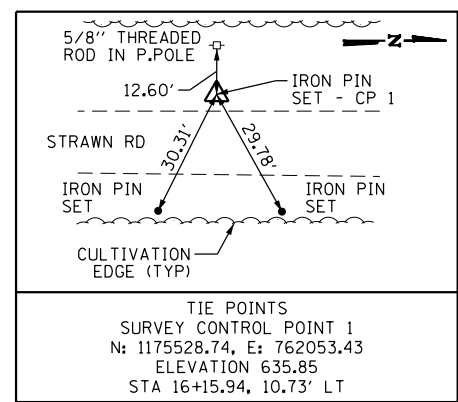 5/8" THREADED
ROD IN P.POLE
N
12.60'
IRON PIN
SET - CP 1
STRAWN RD
30.31'
29.78'
IRON PIN
SET
IRON PIN
SET
CULTIVATION
EDGE (TYP)
TIE POINTS
SURVEY CONTROL POINT 1
N: 1175528.74, E: 762053.43
ELEVATION 635.85
STA 16+15.94, 10.73' LT